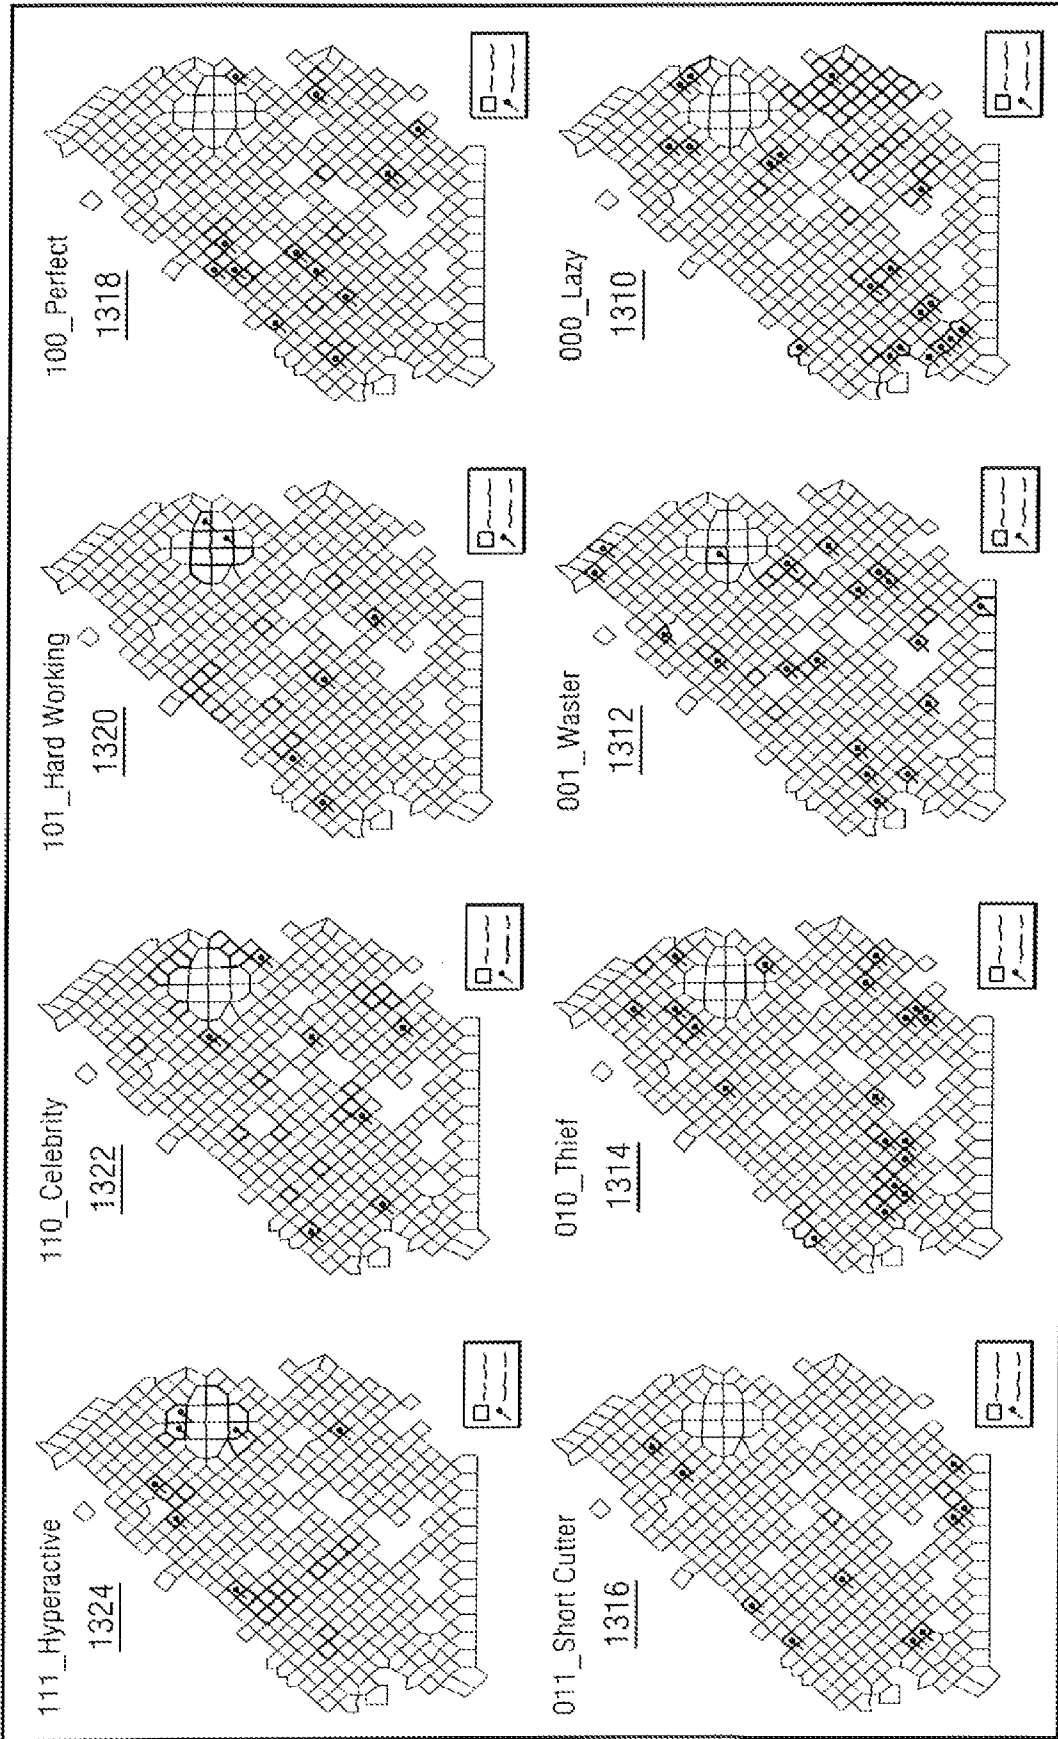 111_Hyperactive
1324
110_Celebrity
1322
101_Hard Working
1320
100_Perfect
1318
011_Short Cutter
1316
010_Thief
1314
001_Waster
1312
000_Lazy
1310